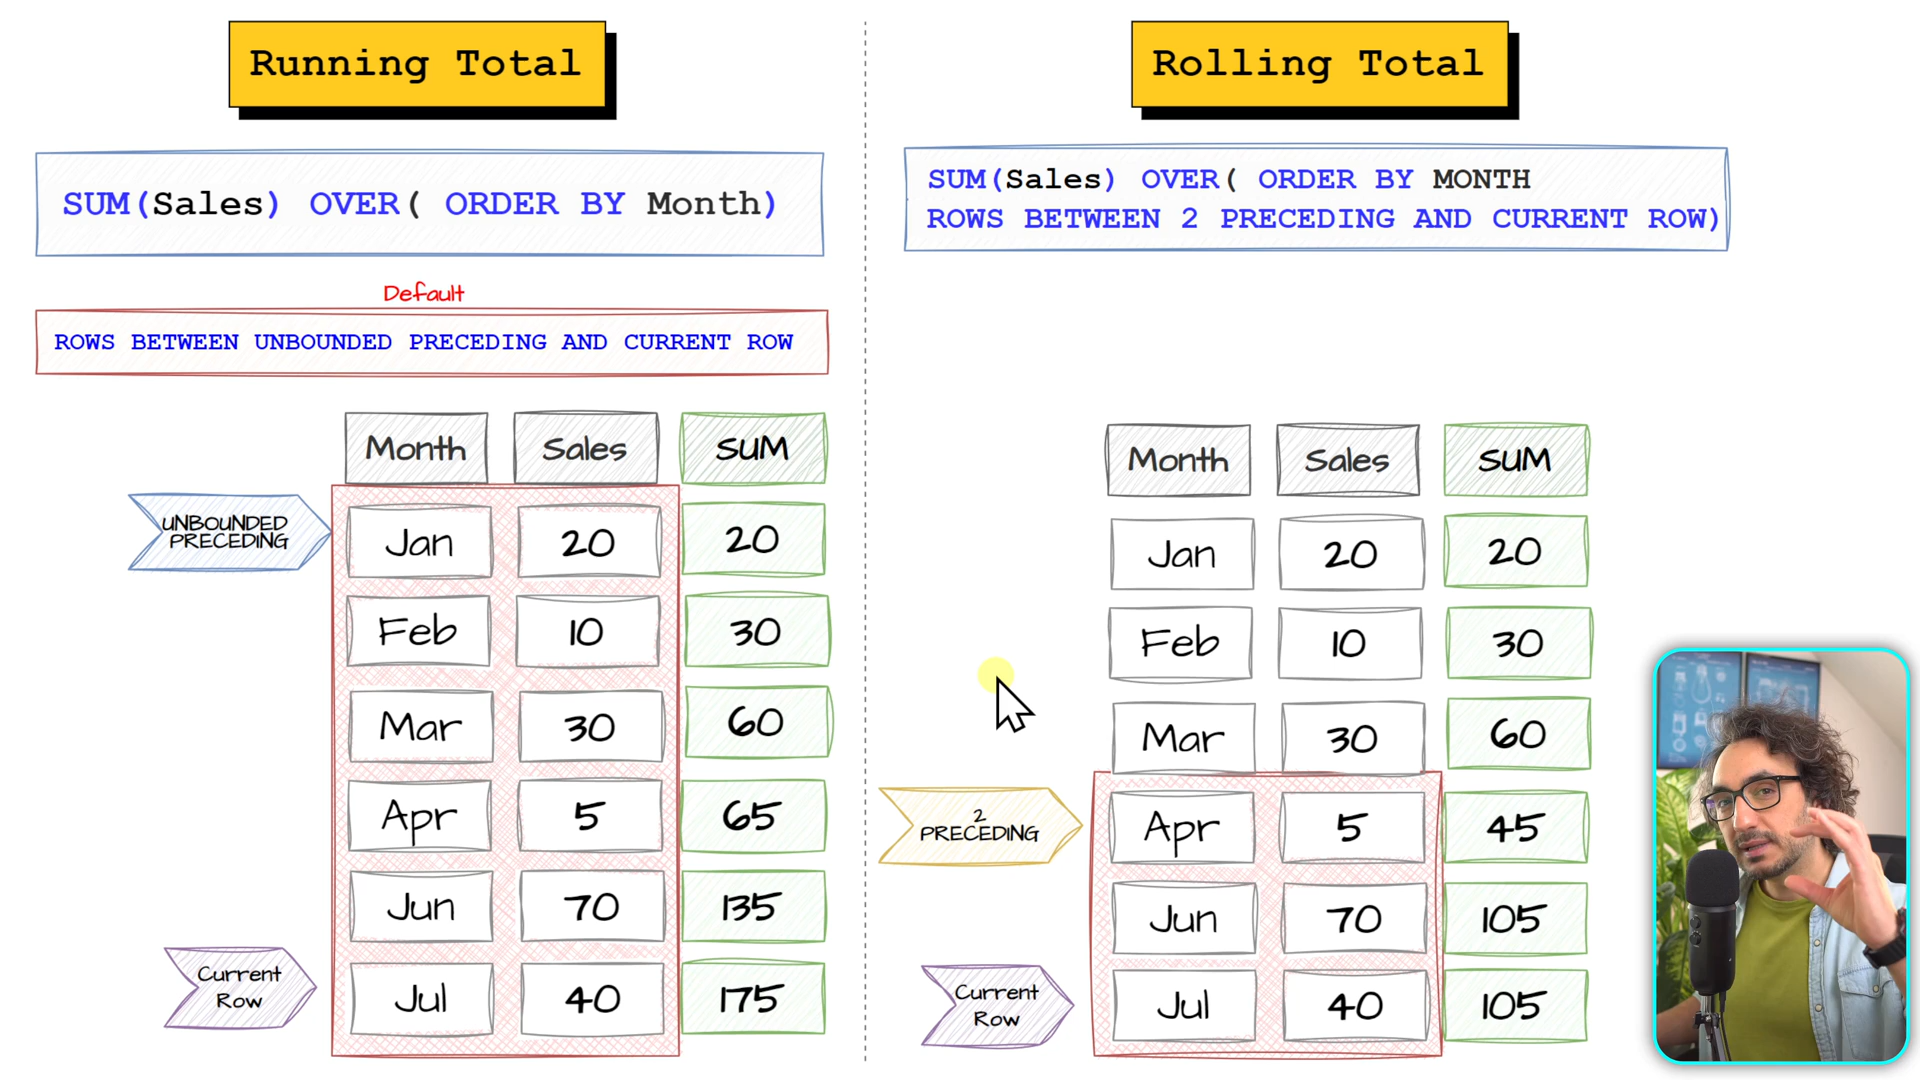 Running Total
SUM(Sales) OVER( ORDER BY Month)
Default
ROWS BETWEEN UNBOUNDED PRECEDING AND CURRENT ROW
Month Sales SUM
UNBOUNDED
PRECEDING
Jan 20 20
Feb 10 30
Mar 30 60
Apr 5 65
Jun 70 135
Current
Row
Jul 40 175
Rolling Total
SUM(Sales) OVER( ORDER BY MONTH
ROWS BETWEEN 2 PRECEDING AND CURRENT ROW)
Month Sales SUM
Jan 20 20
Feb 10 30
Mar 30 60
2
PRECEDING
Apr 5 45
Jun 70 105
Current
Row
Jul 40 105